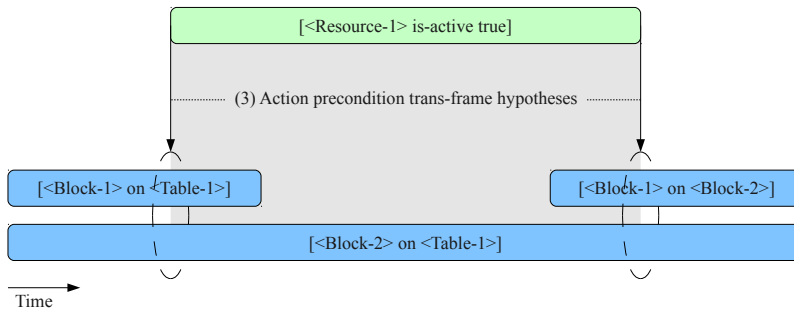 [<Resource-1> is-active true]
(3) Action precondition trans-frame hypotheses
[<Block-1> on <Table-1>]
[<Block-1> on <Block-2>]
[<Block-2> on <Table-1>]
Time